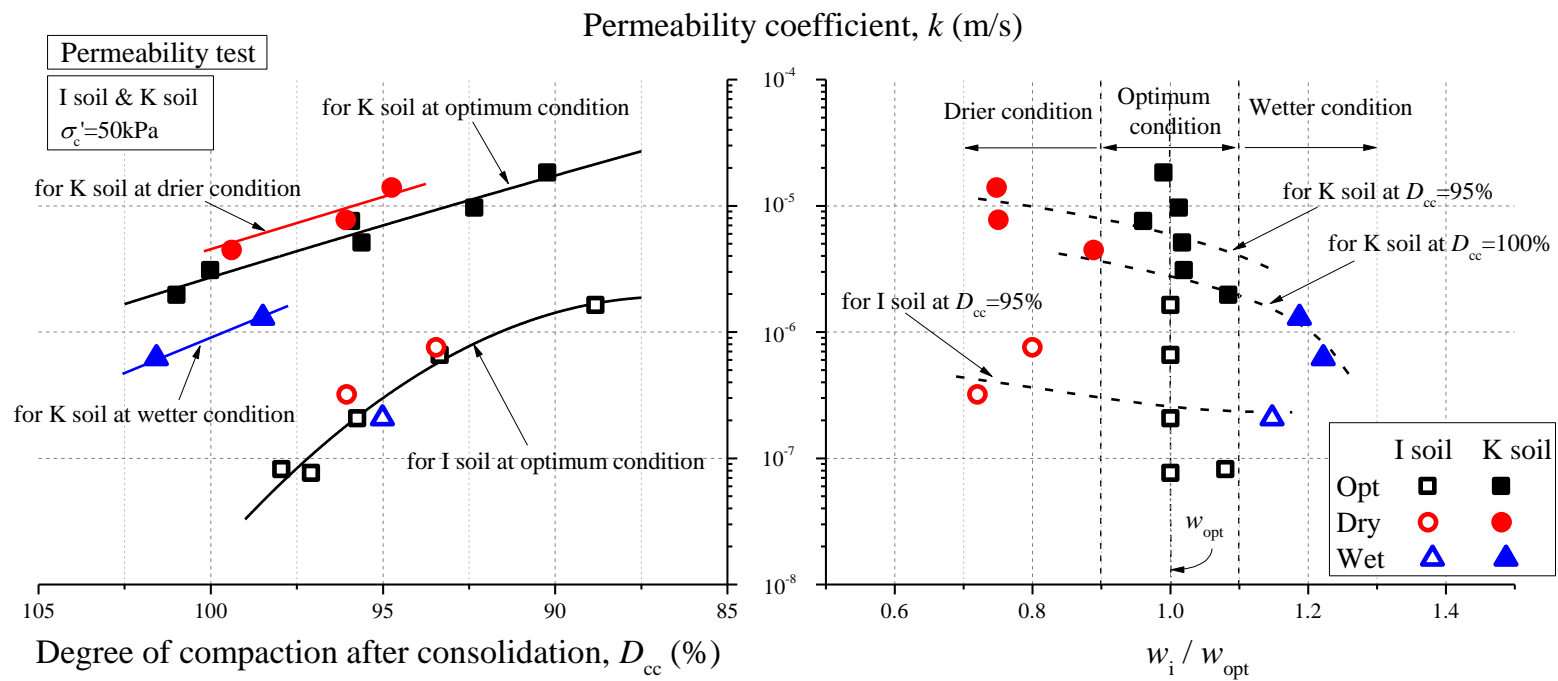 Permeability coefficient, k (m/s)
Permeability test
I soil & K soil
σc'=50kPa
for K soil at optimum condition
for K soil at drier condition
for K soil at wetter condition
for I soil at optimum condition
10-4
10-5
10-6
10-7
10-8
105
100
95
90
85
Degree of compaction after consolidation, Dcc (%)
Drier condition
Optimum
condition
Wetter condition
for K soil at Dcc=95%
for K soil at Dcc=100%
for I soil at Dcc=95%
wopt
I soil K soil
Opt
Dry
Wet
0.6
0.8
1.0
1.2
1.4
wi / wopt